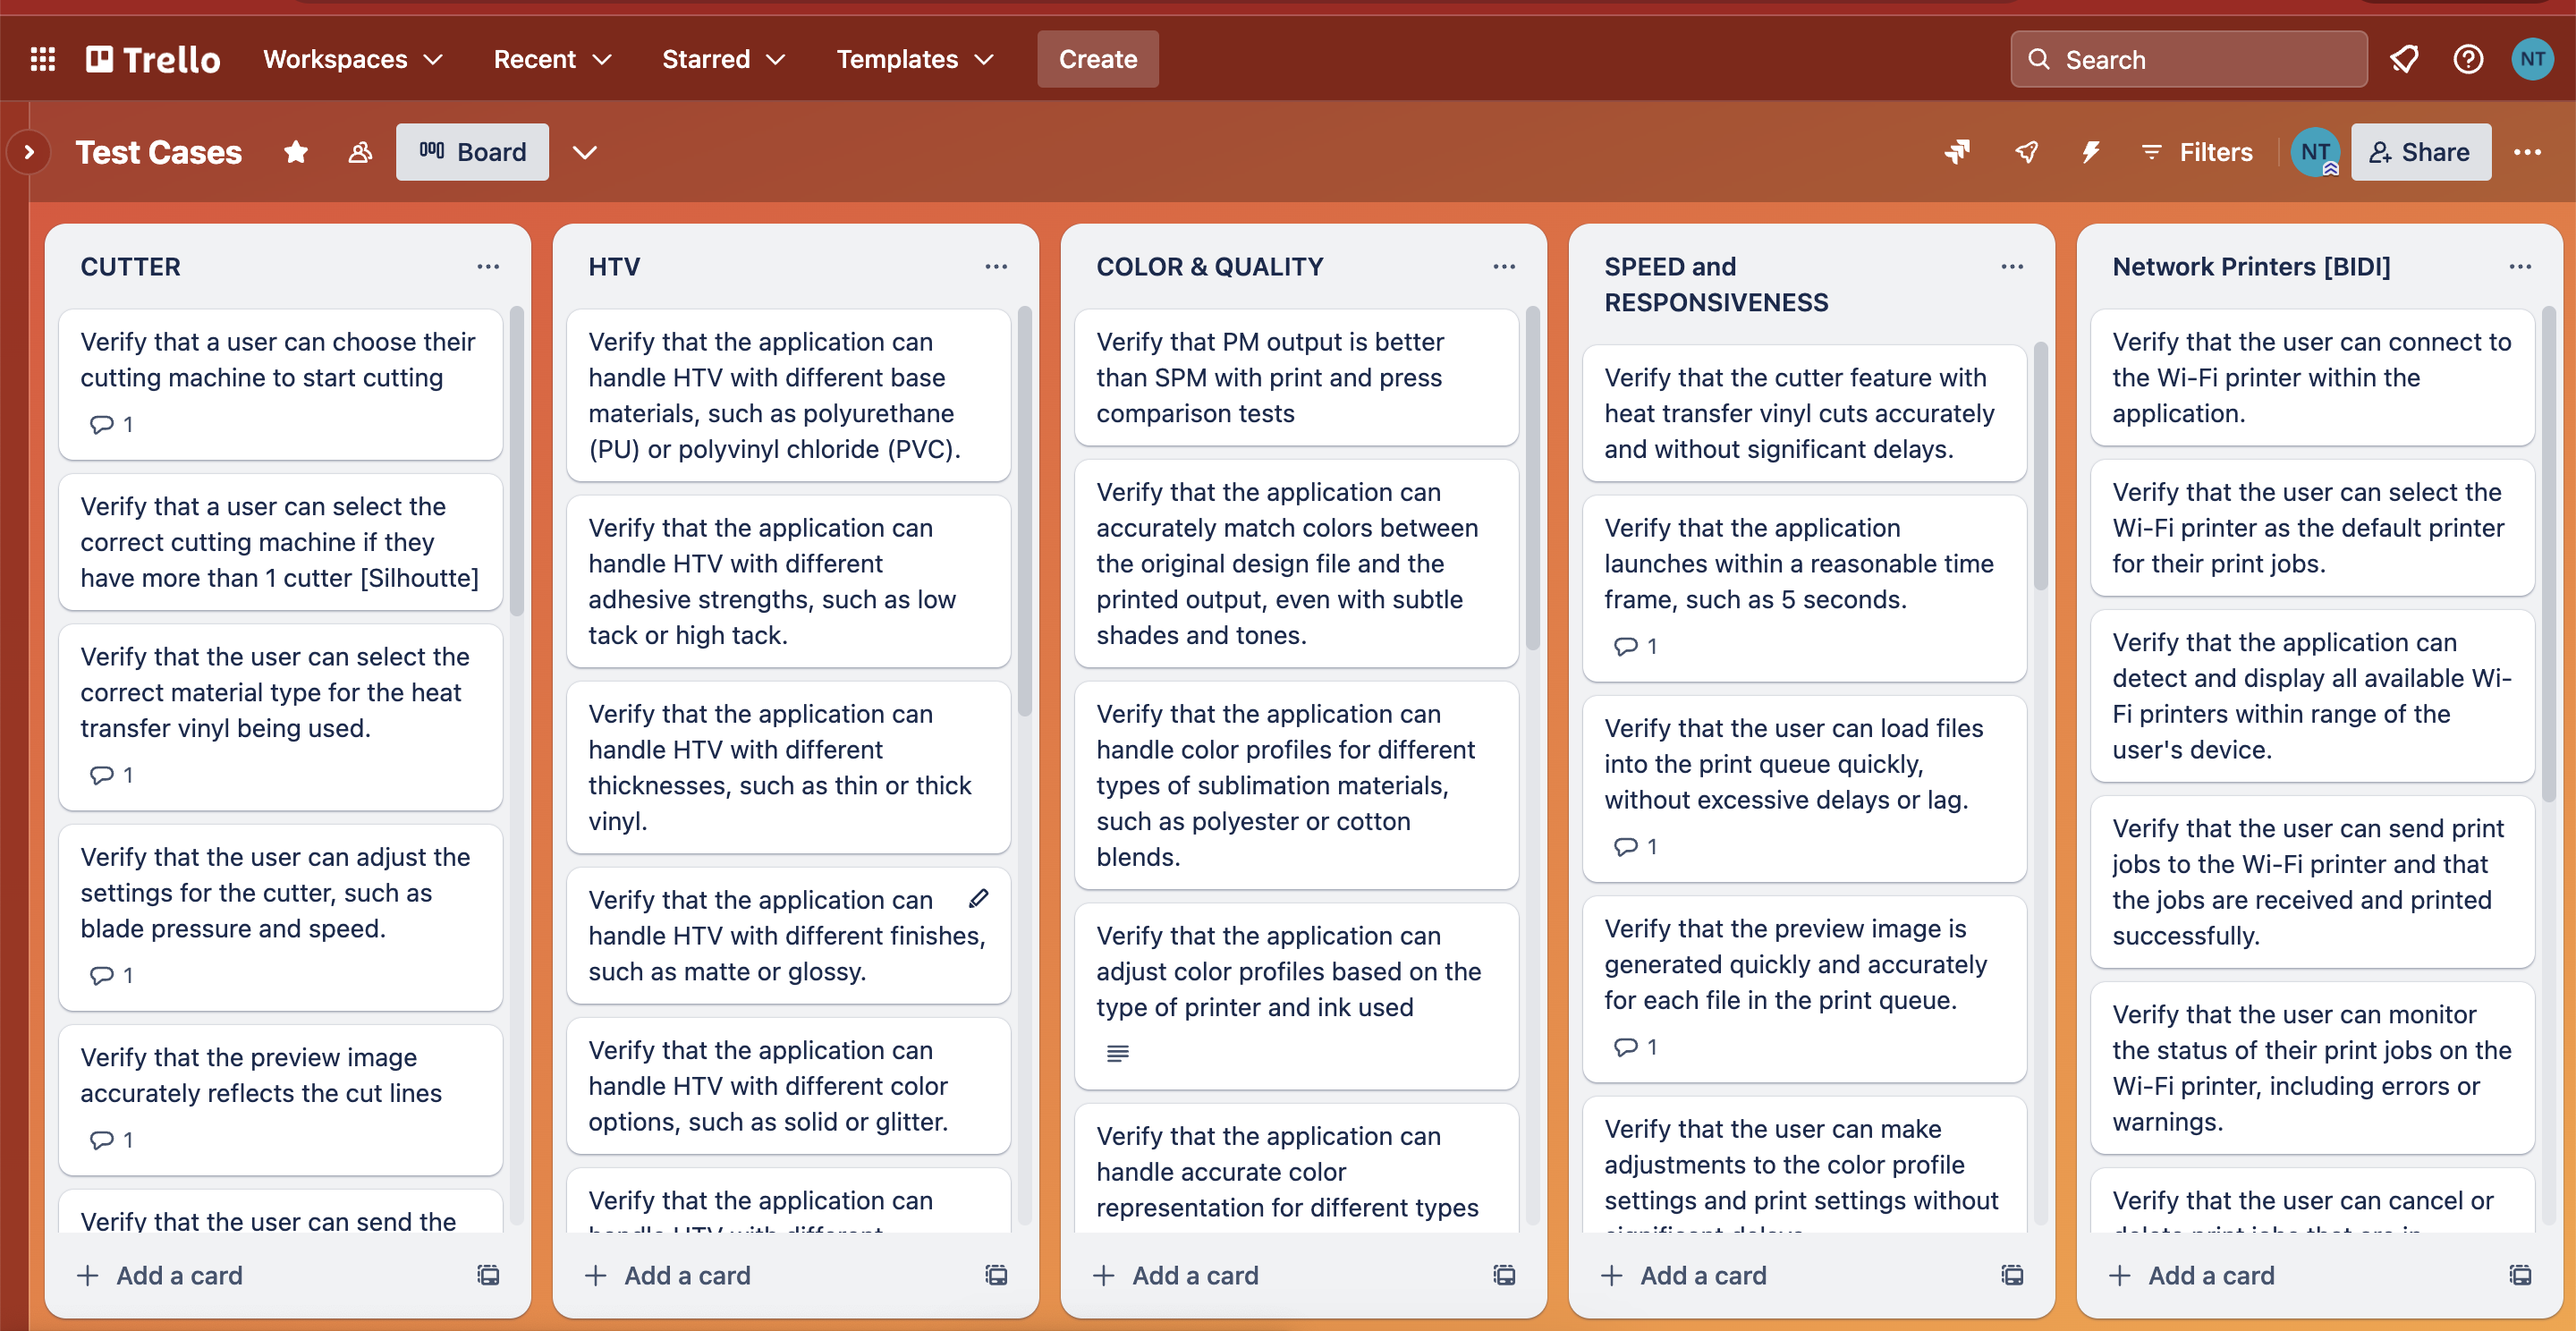 Trello
Workspaces
Recent
Starred
Templates
Create
Search
NT
Test Cases
Board
Filters
NT
Share
CUTTER
Verify that a user can choose their
cutting machine to start cutting
1
Verify that a user can select the
correct cutting machine if they
have more than 1 cutter [Silhoutte]
Verify that the user can select the
correct material type for the heat
transfer vinyl being used.
1
Verify that the user can adjust the
settings for the cutter, such as
blade pressure and speed.
1
Verify that the preview image
accurately reflects the cut lines
1
Verify that the user can send the
Add a card
HTV
Verify that the application can
handle HTV with different base
materials, such as polyurethane
(PU) or polyvinyl chloride (PVC).
Verify that the application can
handle HTV with different
adhesive strengths, such as low
tack or high tack.
Verify that the application can
handle HTV with different
thicknesses, such as thin or thick
vinyl.
Verify that the application can
handle HTV with different finishes,
such as matte or glossy.
Verify that the application can
handle HTV with different color
options, such as solid or glitter.
Verify that the application can
handle HTV with different
Add a card
COLOR & QUALITY
Verify that PM output is better
than SPM with print and press
comparison tests
Verify that the application can
accurately match colors between
the original design file and the
printed output, even with subtle
shades and tones.
Verify that the application can
handle color profiles for different
types of sublimation materials,
such as polyester or cotton
blends.
Verify that the application can
adjust color profiles based on the
type of printer and ink used
Verify that the application can
handle accurate color
representation for different types
Add a card
SPEED and
RESPONSIVENESS
Verify that the cutter feature with
heat transfer vinyl cuts accurately
and without significant delays.
Verify that the application
launches within a reasonable time
frame, such as 5 seconds.
1
Verify that the user can load files
into the print queue quickly,
without excessive delays or lag.
1
Verify that the preview image is
generated quickly and accurately
for each file in the print queue.
1
Verify that the user can make
adjustments to the color profile
settings and print settings without
significant delays
Add a card
Network Printers [BIDI]
Verify that the user can connect to
the Wi-Fi printer within the
application.
Verify that the user can select the
Wi-Fi printer as the default printer
for their print jobs.
Verify that the application can
detect and display all available Wi-
Fi printers within range of the
user's device.
Verify that the user can send print
jobs to the Wi-Fi printer and that
the jobs are received and printed
successfully.
Verify that the user can monitor
the status of their print jobs on the
Wi-Fi printer, including errors or
warnings.
Verify that the user can cancel or
delete print jobs that are in
Add a card